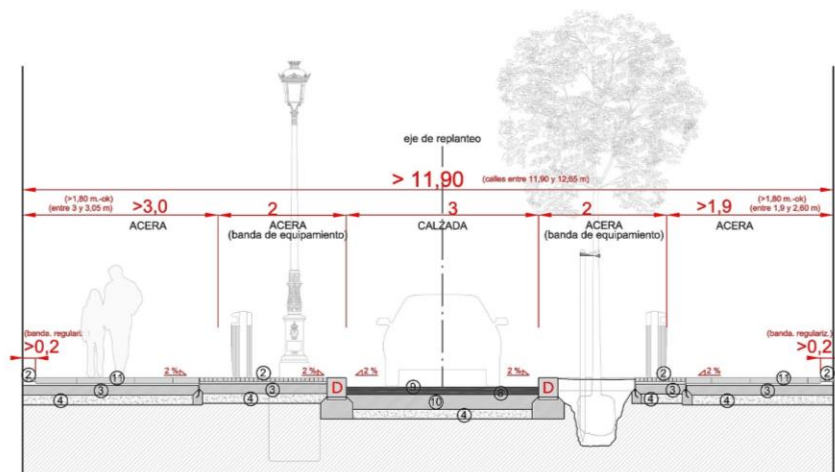 eje de replanteo
> 11,90 (calles entre 11,90 y 12,65 m)
(>1,80 m.-ok)
(entre 3 y 3,05 m)
>3,0
2
3
2
>1,9
(>1,80 m.-ok)
(entre 1,9 y 2,60 m)
ACERA
ACERA
(banda de equipamiento)
CALZADA
ACERA
(banda de equipamiento)
ACERA
(banda. regulariz.)
>0,2
(banda. regulariz.)
>0,2
2 %
2 %
2 %
2 %
2 %
2
11
2
D
9
8
D
2
11
2
3
3
10
3
3
4
4
4
4
4